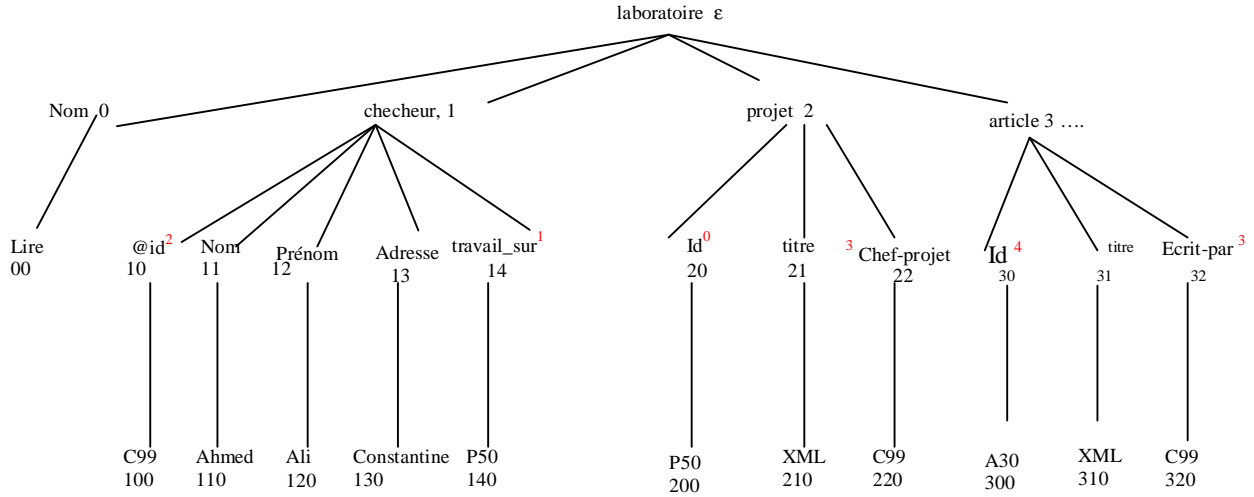 laboratoire ε
Nom 0 checheur, 1 projet 2 article 3 ....
Lire @id2 Nom Prénom Adresse travail_sur1 Id0 titre 3 Chef-projet Id 4 titre Ecrit-par 3
00 10 11 12 13 14 20 21 22 30 31 32
C99 Ahmed Ali Constantine P50 P50 XML C99 A30 XML C99
100 110 120 130 140 200 210 220 300 310 320